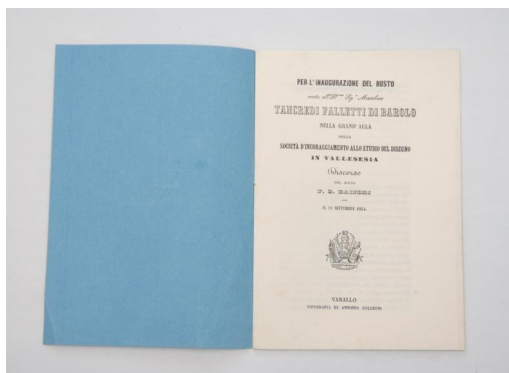 PER L'INAUGURAZIONE DEL BUSTO
TANCREDI FALLETTI DI BAROLO
NELLA GRAND' AULA
DELLA
SOCIETÀ D'INCORAGGIAMENTO ALLO STUDIO DEL DISEGNO
IN VALLESESIA
Discorso
DEL SOCIO
VARALLO
TIPOGRAFIA DI ANTONIO COLLEONI